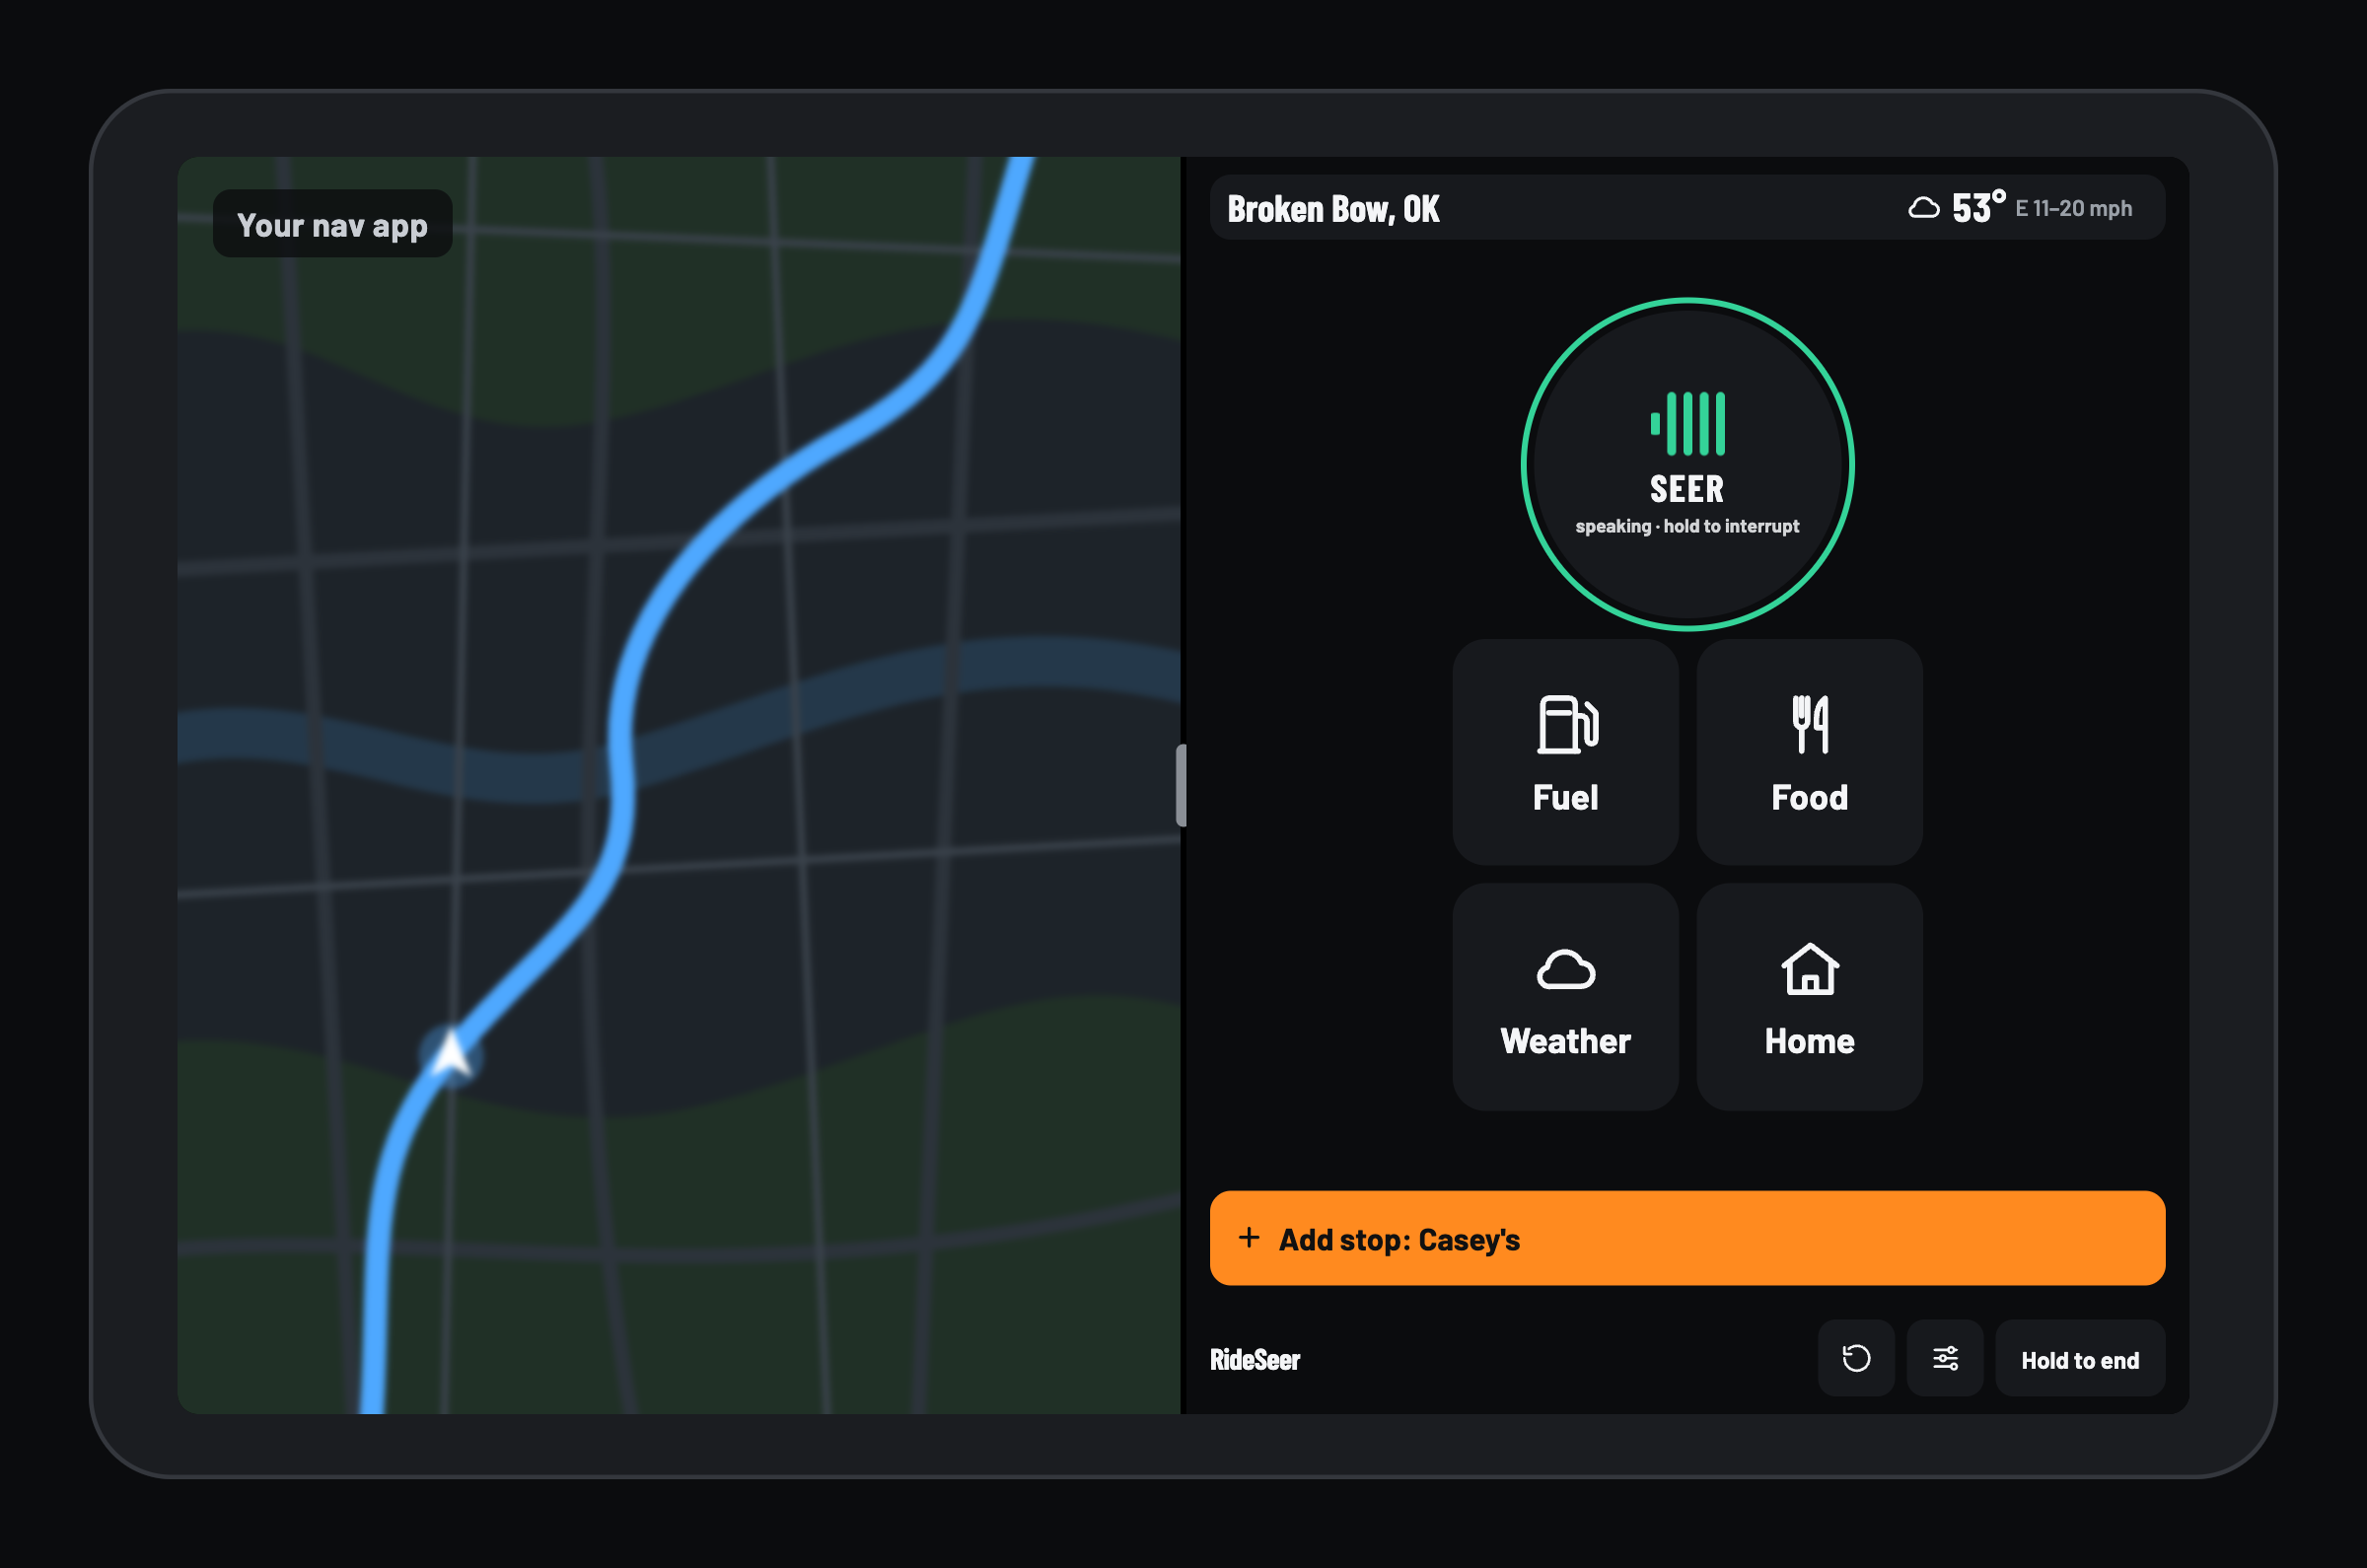 Your nav app
Broken Bow, OK
53° E 11–20 mph
SEER
speaking · hold to interrupt
Fuel
Food
Weather
Home
+ Add stop: Casey's
RideSeer
Hold to end